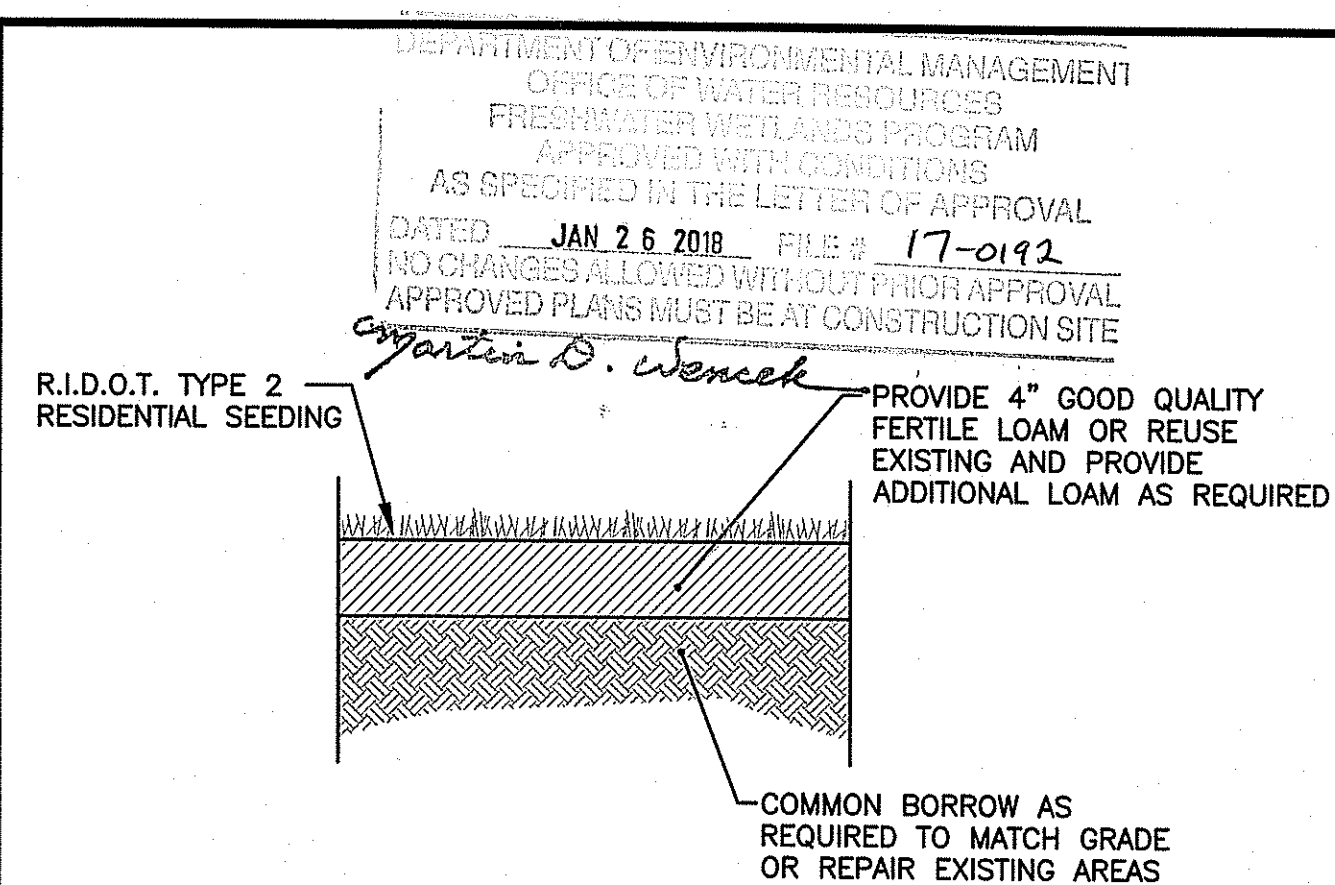 DEPARTMENT OF ENVIRONMENTAL MANAGEMENT
OFFICE OF WATER RESOURCES
FRESHWATER WETLANDS PROGRAM
APPROVED WITH CONDITIONS
AS SPECIFIED IN THE LETTER OF APPROVAL
DATED JAN 26 2018 FILE # 17-0192
NO CHANGES ALLOWED WITHOUT PRIOR APPROVAL
APPROVED PLANS MUST BE AT CONSTRUCTION SITE
Martin D. Wencek
R.I.D.O.T. TYPE 2
RESIDENTIAL SEEDING
PROVIDE 4" GOOD QUALITY
FERTILE LOAM OR REUSE
EXISTING AND PROVIDE
ADDITIONAL LOAM AS REQUIRED
COMMON BORROW AS
REQUIRED TO MATCH GRADE
OR REPAIR EXISTING AREAS